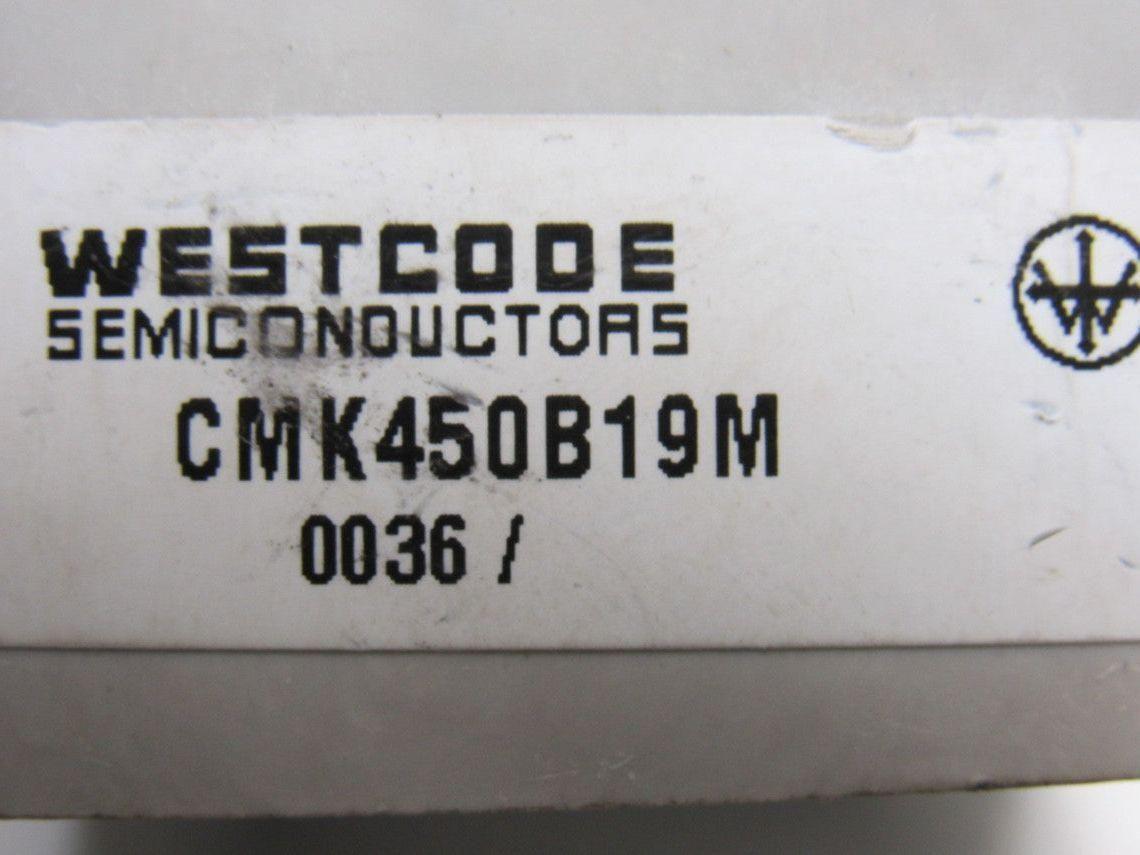 WESTCODE
SEMICONDUCTORS
CMK450B19M
0036 /